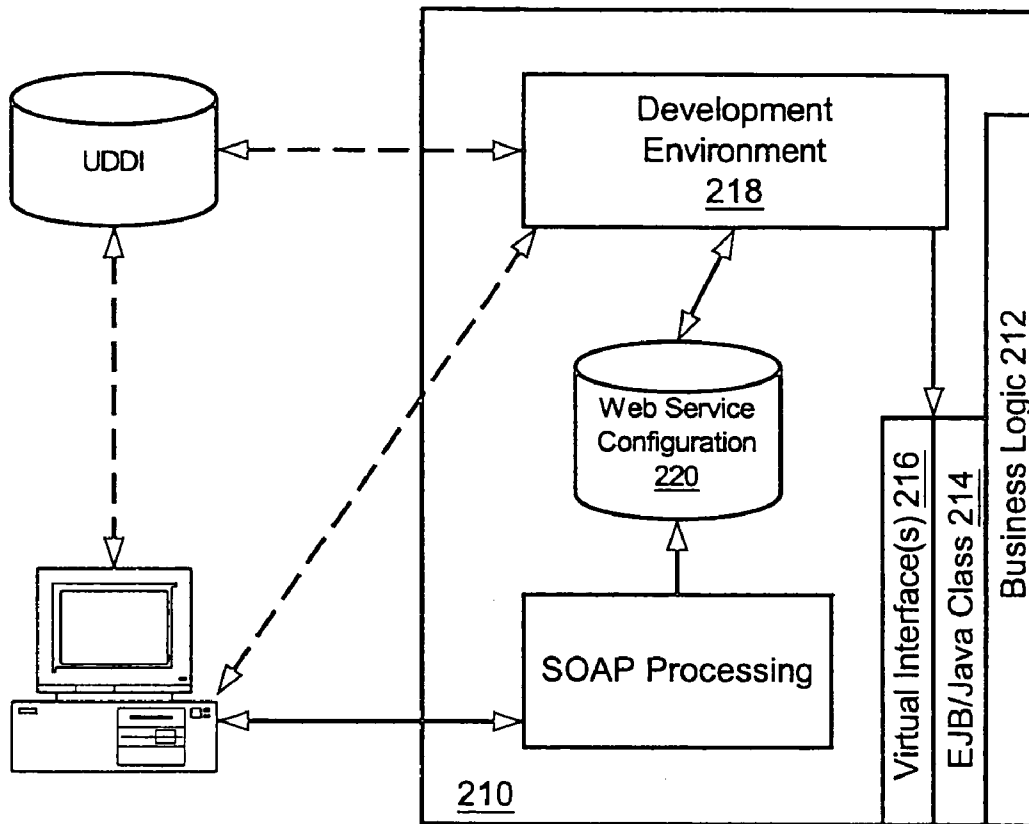 Development
Environment
218
UDDI
Business Logic 212
Web Service
Configuration
220
Virtual Interface(s) 216
EJB/Java Class 214
SOAP Processing
210